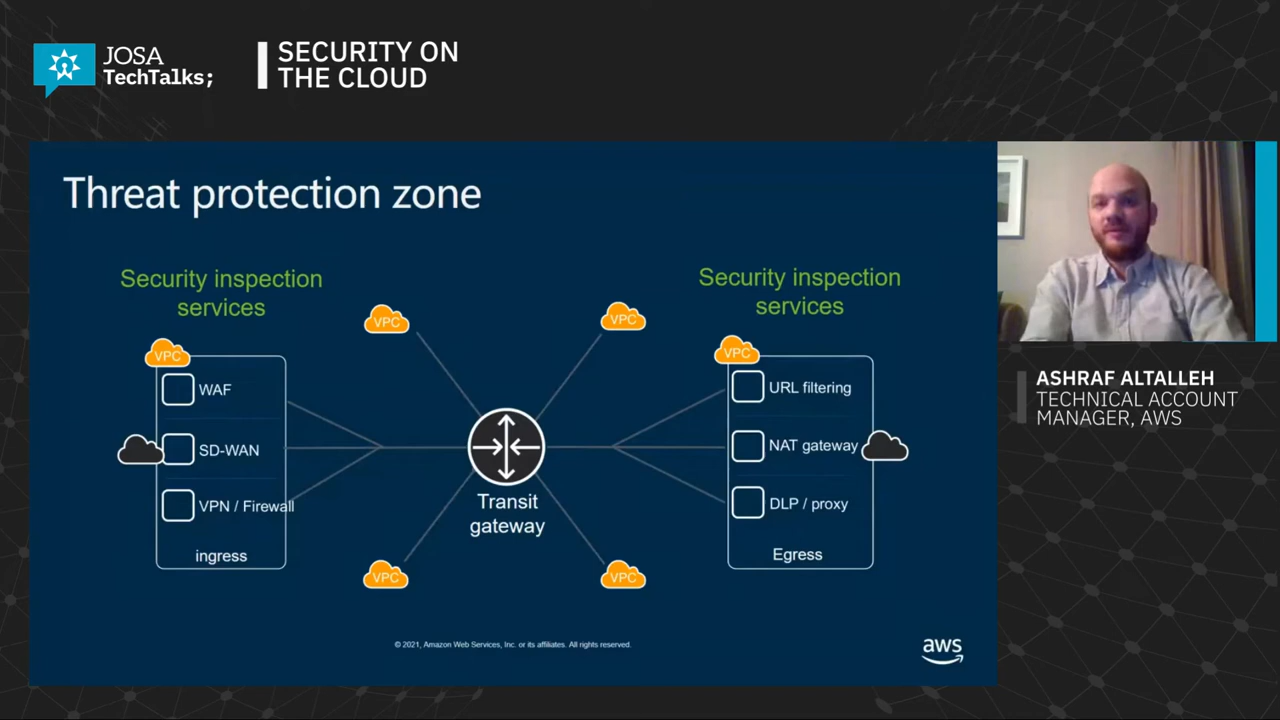 JOSA
TechTalks;
SECURITY ON
THE CLOUD
Threat protection zone
Security inspection
services
VPC
WAF
SD-WAN
VPN / Firewall
ingress
VPC
VPC
Transit
gateway
VPC
VPC
Security inspection
services
VPC
URL filtering
NAT gateway
DLP / proxy
Egress
© 2021, Amazon Web Services, Inc. or its affiliates. All rights reserved.
aws
ASHRAF ALTALLEH
TECHNICAL ACCOUNT
MANAGER, AWS